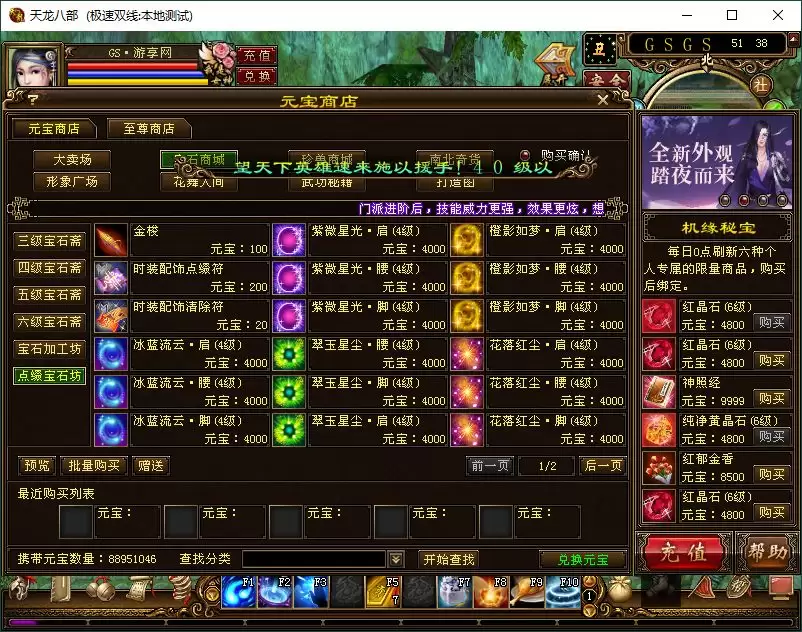 天龙八部 (极速双线:本地测试)
GS·游享网
充值
兑换
丑
安全
GSGS 51 38
北
社
? 元宝商店
元宝商店 至尊商店
大卖场 珍兽商城 南北奇货 购买确认
望天下英雄速来施以援手!40 级以
形象广场 花舞人间 武功秘籍 打造图
门派进阶后,技能威力更强,效果更炫,想
三级宝石斋
四级宝石斋
五级宝石斋
六级宝石斋
宝石加工坊
点缀宝石坊
金梭
元宝:100
紫微星光·肩(4级)
元宝:4000
橙影如梦·肩(4级)
元宝:4000
时装配饰点缀符
元宝:200
紫微星光·腰(4级)
元宝:4000
橙影如梦·腰(4级)
元宝:4000
时装配饰清除符
元宝:20
紫微星光·脚(4级)
元宝:4000
橙影如梦·脚(4级)
元宝:4000
冰蓝流云·肩(4级)
元宝:4000
翠玉星尘·腰(4级)
元宝:4000
花落红尘·肩(4级)
元宝:4000
冰蓝流云·腰(4级)
元宝:4000
翠玉星尘·肩(4级)
元宝:4000
花落红尘·腰(4级)
元宝:4000
冰蓝流云·脚(4级)
元宝:4000
翠玉星尘·脚(4级)
元宝:4000
花落红尘·脚(4级)
元宝:4000
预览 批量购买 赠送 前一页 1/2 后一页
最近购买列表
元宝: 元宝: 元宝: 元宝: 元宝:
携带元宝数量:88951046 查找分类 开始查找 兑换元宝
全新外观
踏夜而来
机缘秘宝
每日0点刷新六种个
人专属的限量商品,购买
后绑定。
红晶石(6级)
元宝:4800 购买
红晶石(6级)
元宝:4800 购买
神照经
元宝:9999 购买
纯净黄晶石(6级)
元宝:4800 购买
红郁金香
元宝:8500 购买
红晶石(6级)
元宝:4800 购买
充值 帮助
F1 F2 F3 F5 F7 F8 F9 F10
7
1